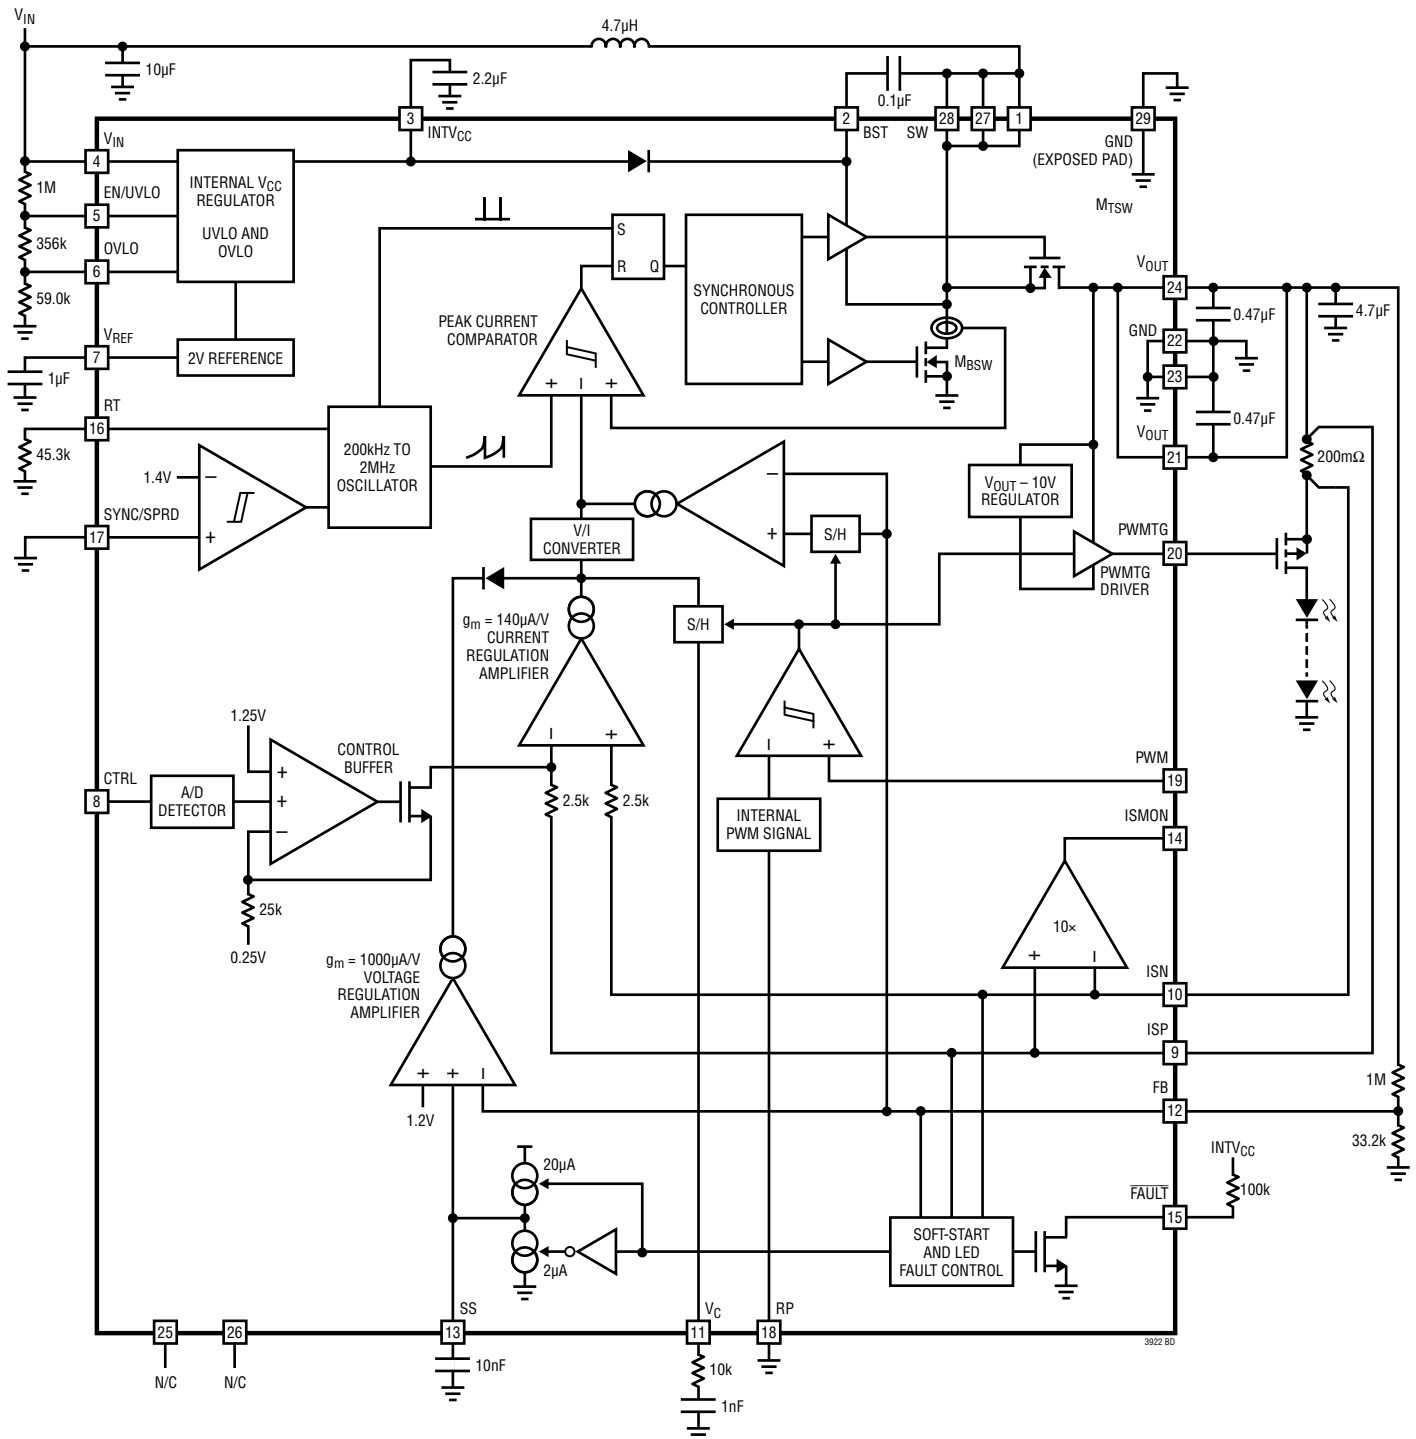 VIN
4.7µH
10µF
2.2µF
0.1µF
3
INTVCC
2
BST
SW
28
27
1
29
GND
(EXPOSED PAD)
VIN
4
1M
EN/UVLO
5
356k
OVLO
6
59.0k
INTERNAL VCC
REGULATOR
UVLO AND
OVLO
MTSW
S
R
Q
SYNCHRONOUS
CONTROLLER
PEAK CURRENT
COMPARATOR
+
–
+
MBSW
VOUT
24
0.47µF
4.7µF
GND
22
23
0.47µF
VOUT
21
200mΩ
VREF
7
2V REFERENCE
1µF
RT
16
45.3k
200kHz TO
2MHz
OSCILLATOR
1.4V
–
+
SYNC/SPRD
17
V/I
CONVERTER
–
+
S/H
VOUT – 10V
REGULATOR
PWMTG
20
PWMTG
DRIVER
gm = 140µA/V
CURRENT
REGULATION
AMPLIFIER
–
+
S/H
–
+
1.25V
CONTROL
BUFFER
CTRL
8
A/D
DETECTOR
+
+
–
25k
0.25V
2.5k
2.5k
INTERNAL
PWM SIGNAL
PWM
19
ISMON
14
10×
+
–
ISN
10
ISP
9
gm = 1000µA/V
VOLTAGE
REGULATION
AMPLIFIER
+
+
–
1.2V
FB
12
1M
33.2k
INTVCC
100k
FAULT
15
20µA
2µA
SOFT-START
AND LED
FAULT CONTROL
25
26
SS
13
VC
11
RP
18
3922 BD
N/C
N/C
10nF
10k
1nF